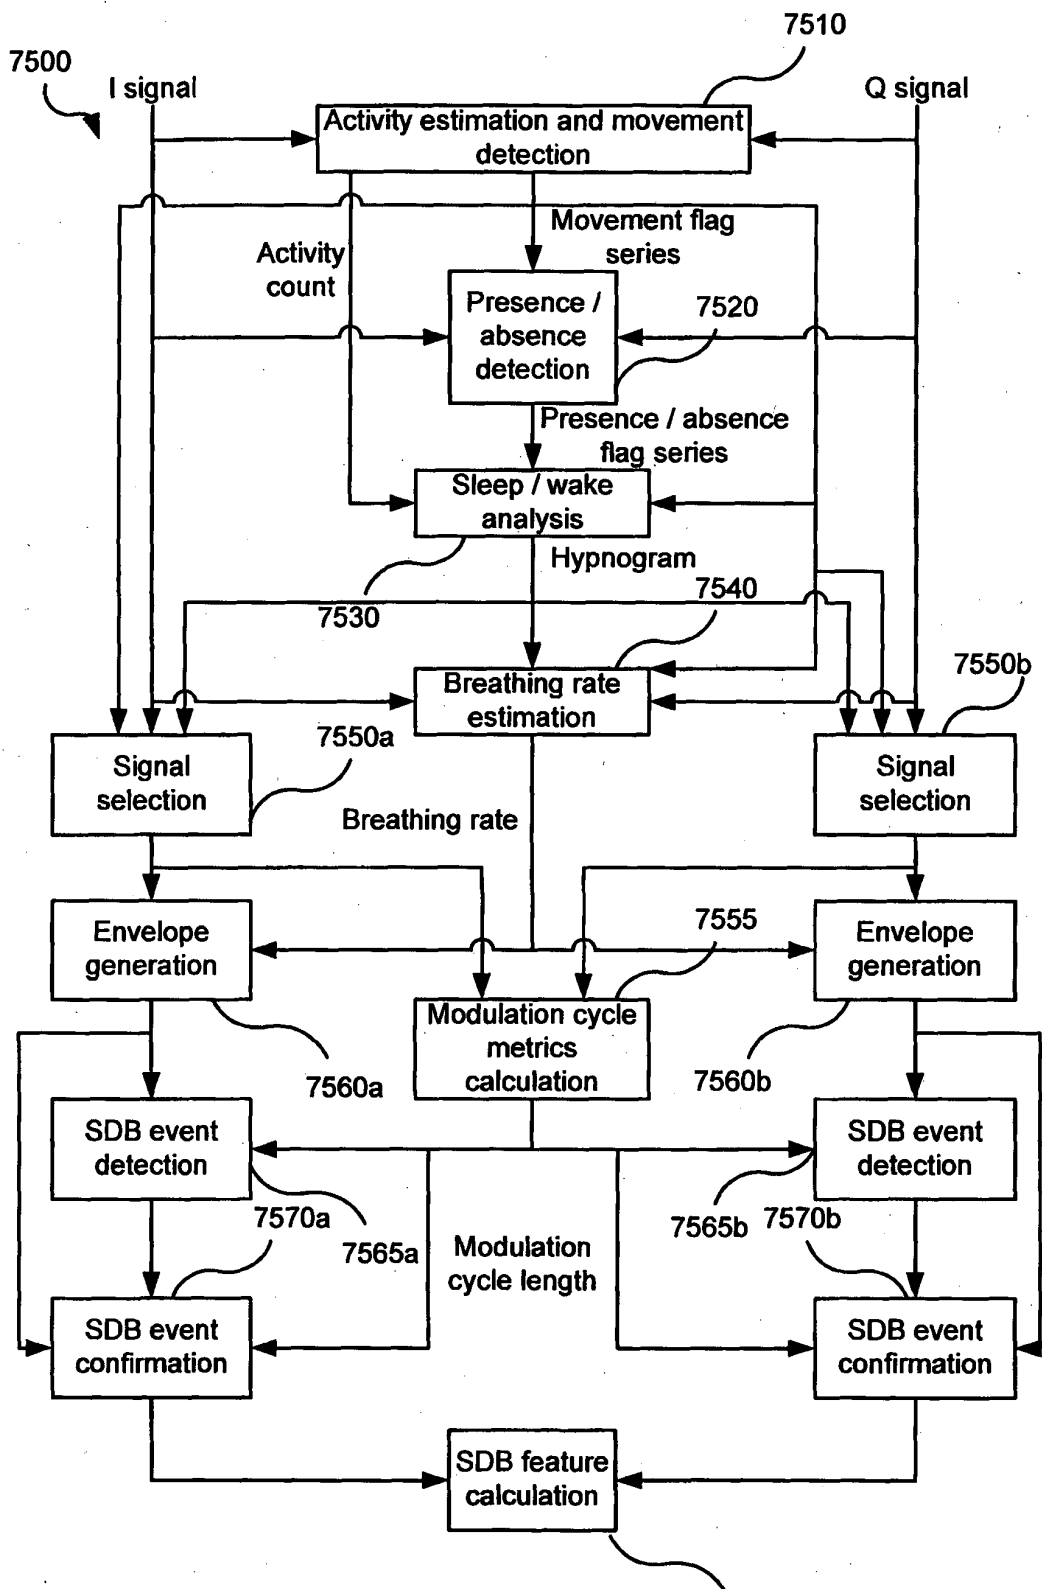 7510
7500
I signal
Q signal
Activity estimation and movement
detection
Movement flag
series
Activity
count
Presence /
absence
detection
7520
Presence / absence
flag series
Sleep / wake
analysis
Hypnogram
7530
7540
Breathing rate
estimation
7550b
7550a
Signal
selection
Signal
selection
Breathing rate
Envelope
generation
7555
Envelope
generation
Modulation cycle
metrics
calculation
7560a
7560b
SDB event
detection
SDB event
detection
7570a
7565a
7565b
7570b
Modulation
cycle length
SDB event
confirmation
SDB event
confirmation
SDB feature
calculation